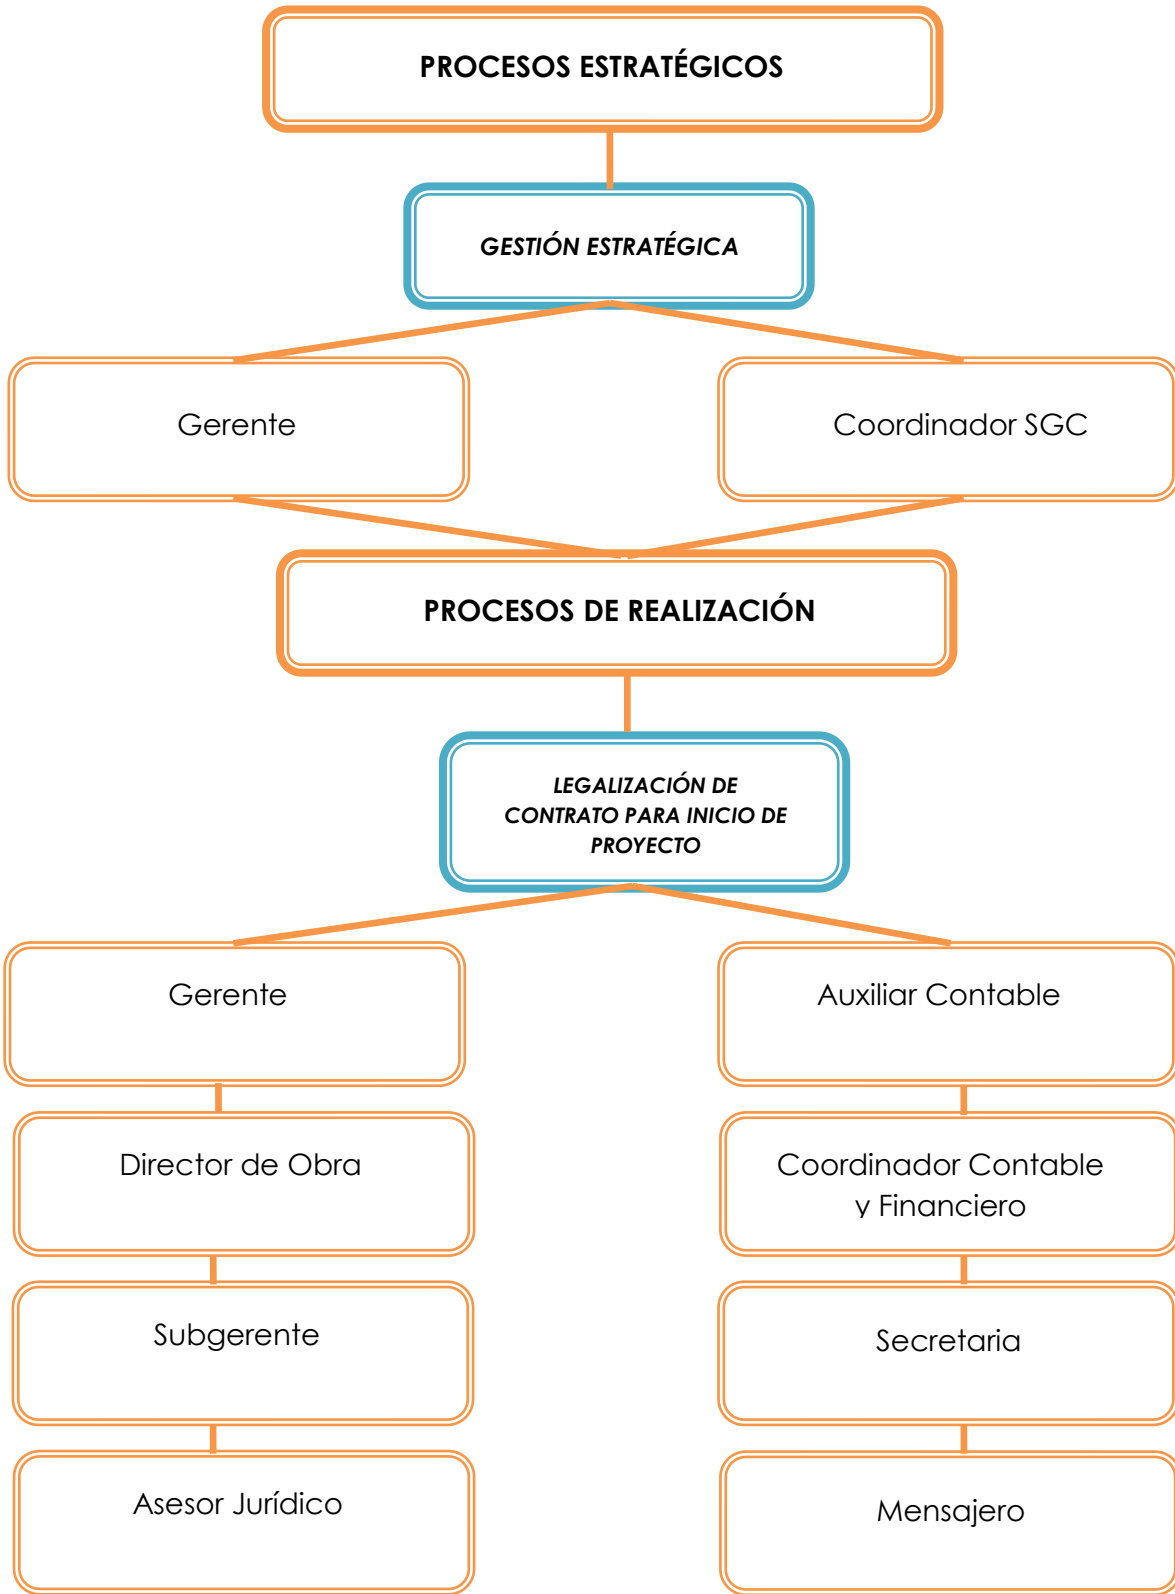 PROCESOS ESTRATÉGICOS
GESTIÓN ESTRATÉGICA
Gerente
Coordinador SGC
PROCESOS DE REALIZACIÓN
LEGALIZACIÓN DE
CONTRATO PARA INICIO DE
PROYECTO
Gerente
Auxiliar Contable
Director de Obra
Coordinador Contable
y Financiero
Subgerente
Secretaria
Asesor Jurídico
Mensajero